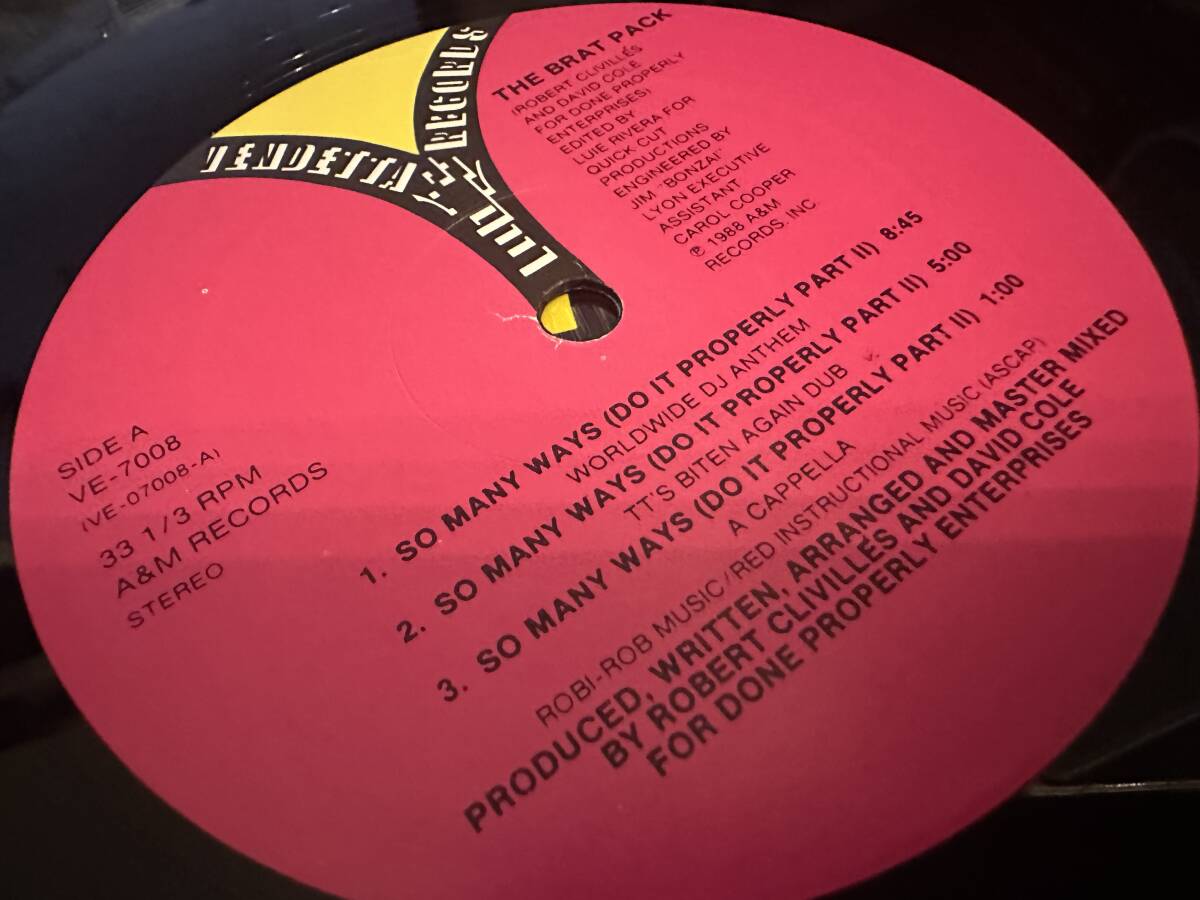 VENDETTA
RECORDS
THE BRAT PACK
(ROBERT CLIVILLÉs
AND DAVID COLE
FOR DONE PROPERLY
ENTERPRISES)
EDITED BY
LUIE RIVERA FOR
QUICK CUT
PRODUCTIONS
ENGINEERED BY
JIM "BONZAI"
LYON EXECUTIVE
ASSISTANT
CAROL COOPER
℗ 1988 A&M
RECORDS, INC.
SIDE A
VE-7008
(VE-07008-A)
33 1/3 RPM
A&M RECORDS
STEREO
1. SO MANY WAYS (DO IT PROPERLY PART II) 8:45
WORLDWIDE DJ ANTHEM
2. SO MANY WAYS (DO IT PROPERLY PART II) 5:00
TT'S BITEN AGAIN DUB
3. SO MANY WAYS (DO IT PROPERLY PART II) 1:00
A CAPPELLA
ROBI-ROB MUSIC/RED INSTRUCTIONAL MUSIC (ASCAP)
PRODUCED, WRITTEN, ARRANGED AND MASTER MIXED
BY ROBERT CLIVILLÉS AND DAVID COLE
FOR DONE PROPERLY ENTERPRISES